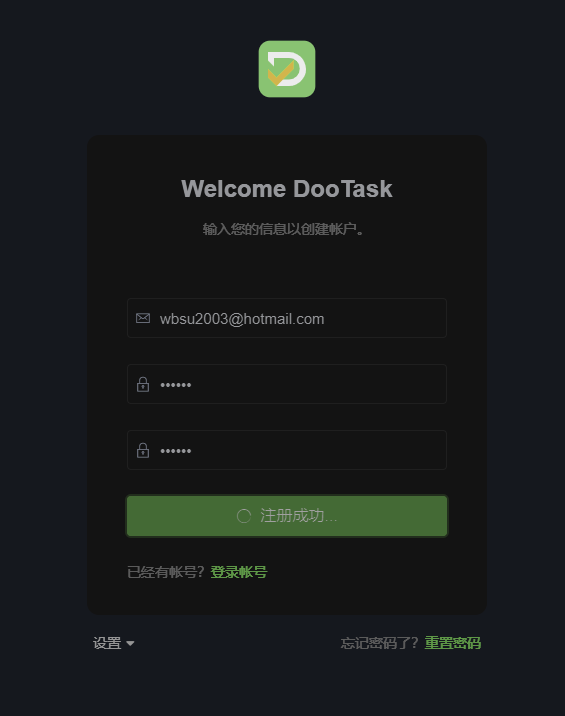 Welcome DooTask
输入您的信息以创建帐户。
wbsu2003@hotmail.com
••••••
••••••
注册成功...
已经有帐号? 登录帐号
设置
忘记密码了? 重置密码